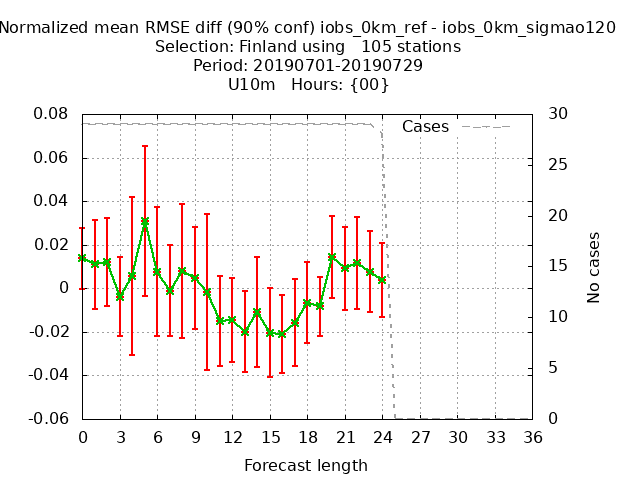 Normalized mean RMSE diff (90% conf) iobs_0km_ref - iobs_0km_sigmao120
Selection: Finland using   105 stations
Period: 20190701-20190729
U10m   Hours: {00}
0.08
0.06
0.04
0.02
0
-0.02
-0.04
-0.06
Cases
30
25
20
15
10
5
0
No cases
0 3 6 9 12 15 18 21 24 27 30 33 36
Forecast length